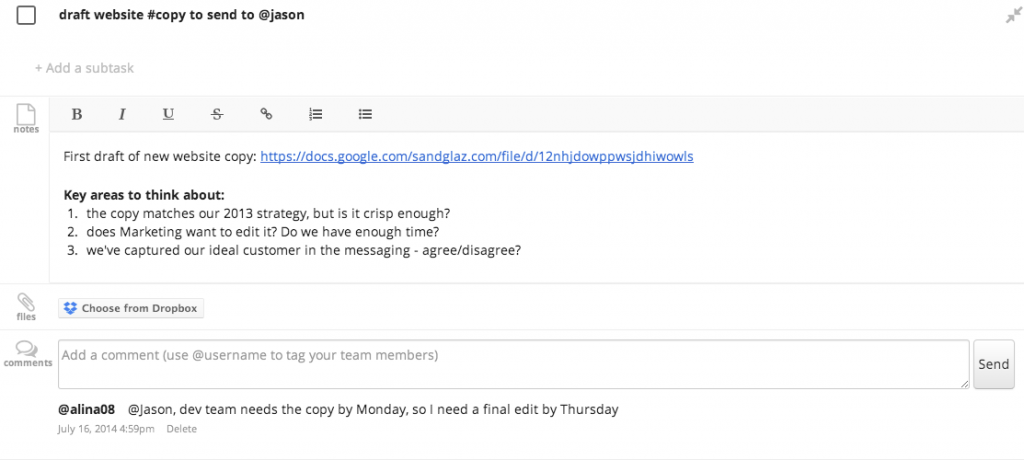 draft website #copy to send to @jason
+ Add a subtask
notes
B I U S
First draft of new website copy: https://docs.google.com/sandglaz.com/file/d/12nhjdowppwsjdhiwowls
Key areas to think about:
1. the copy matches our 2013 strategy, but is it crisp enough?
2. does Marketing want to edit it? Do we have enough time?
3. we've captured our ideal customer in the messaging - agree/disagree?
files
Choose from Dropbox
comments
Add a comment (use @username to tag your team members)
Send
@alina08 @Jason, dev team needs the copy by Monday, so I need a final edit by Thursday
July 16, 2014 4:59pm Delete